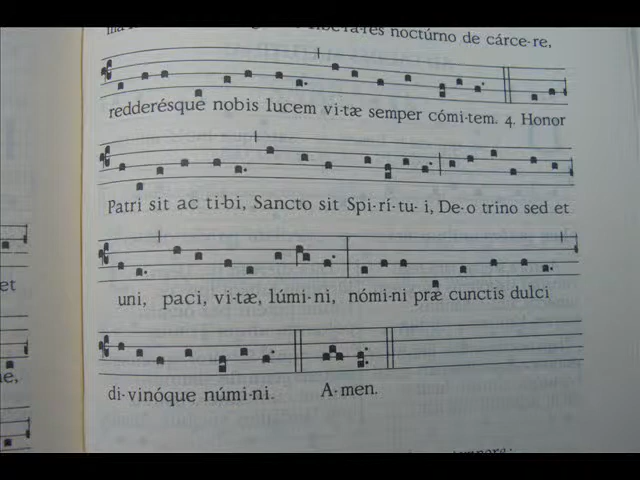 noctúrno de cárce-re,
redderésque nobis lucem vi-tæ semper cómi-tem. 4. Honor
Patri sit ac ti-bi, Sancto sit Spi-rí-tu-i, De-o trino sed et
uni, paci, vi-tæ, lúmi-ni, nómi-ni præ cunctis dulci
di-vinóque númi-ni. A-men.
et